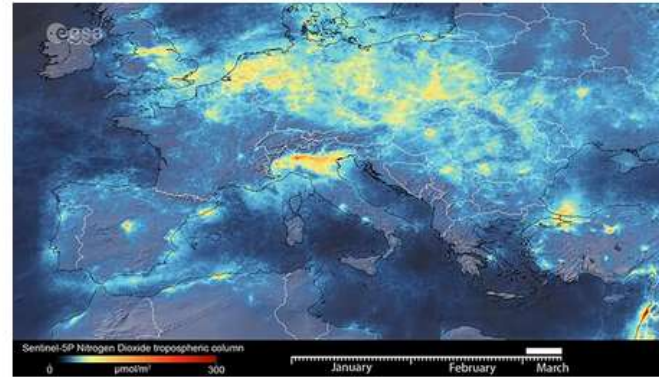 esa
Sentinel-5P Nitrogen Dioxide tropospheric column
0 µmol/m² 300
January February March